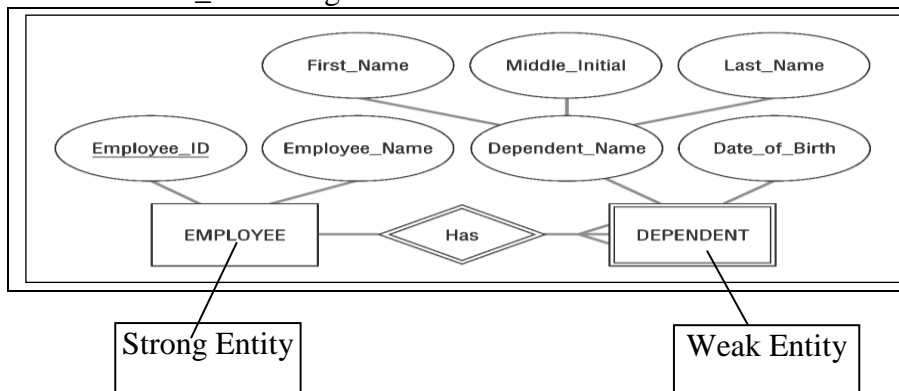 First_Name Middle_Initial Last_Name
Employee_ID Employee_Name Dependent_Name Date_of_Birth
EMPLOYEE Has DEPENDENT
Strong Entity Weak Entity